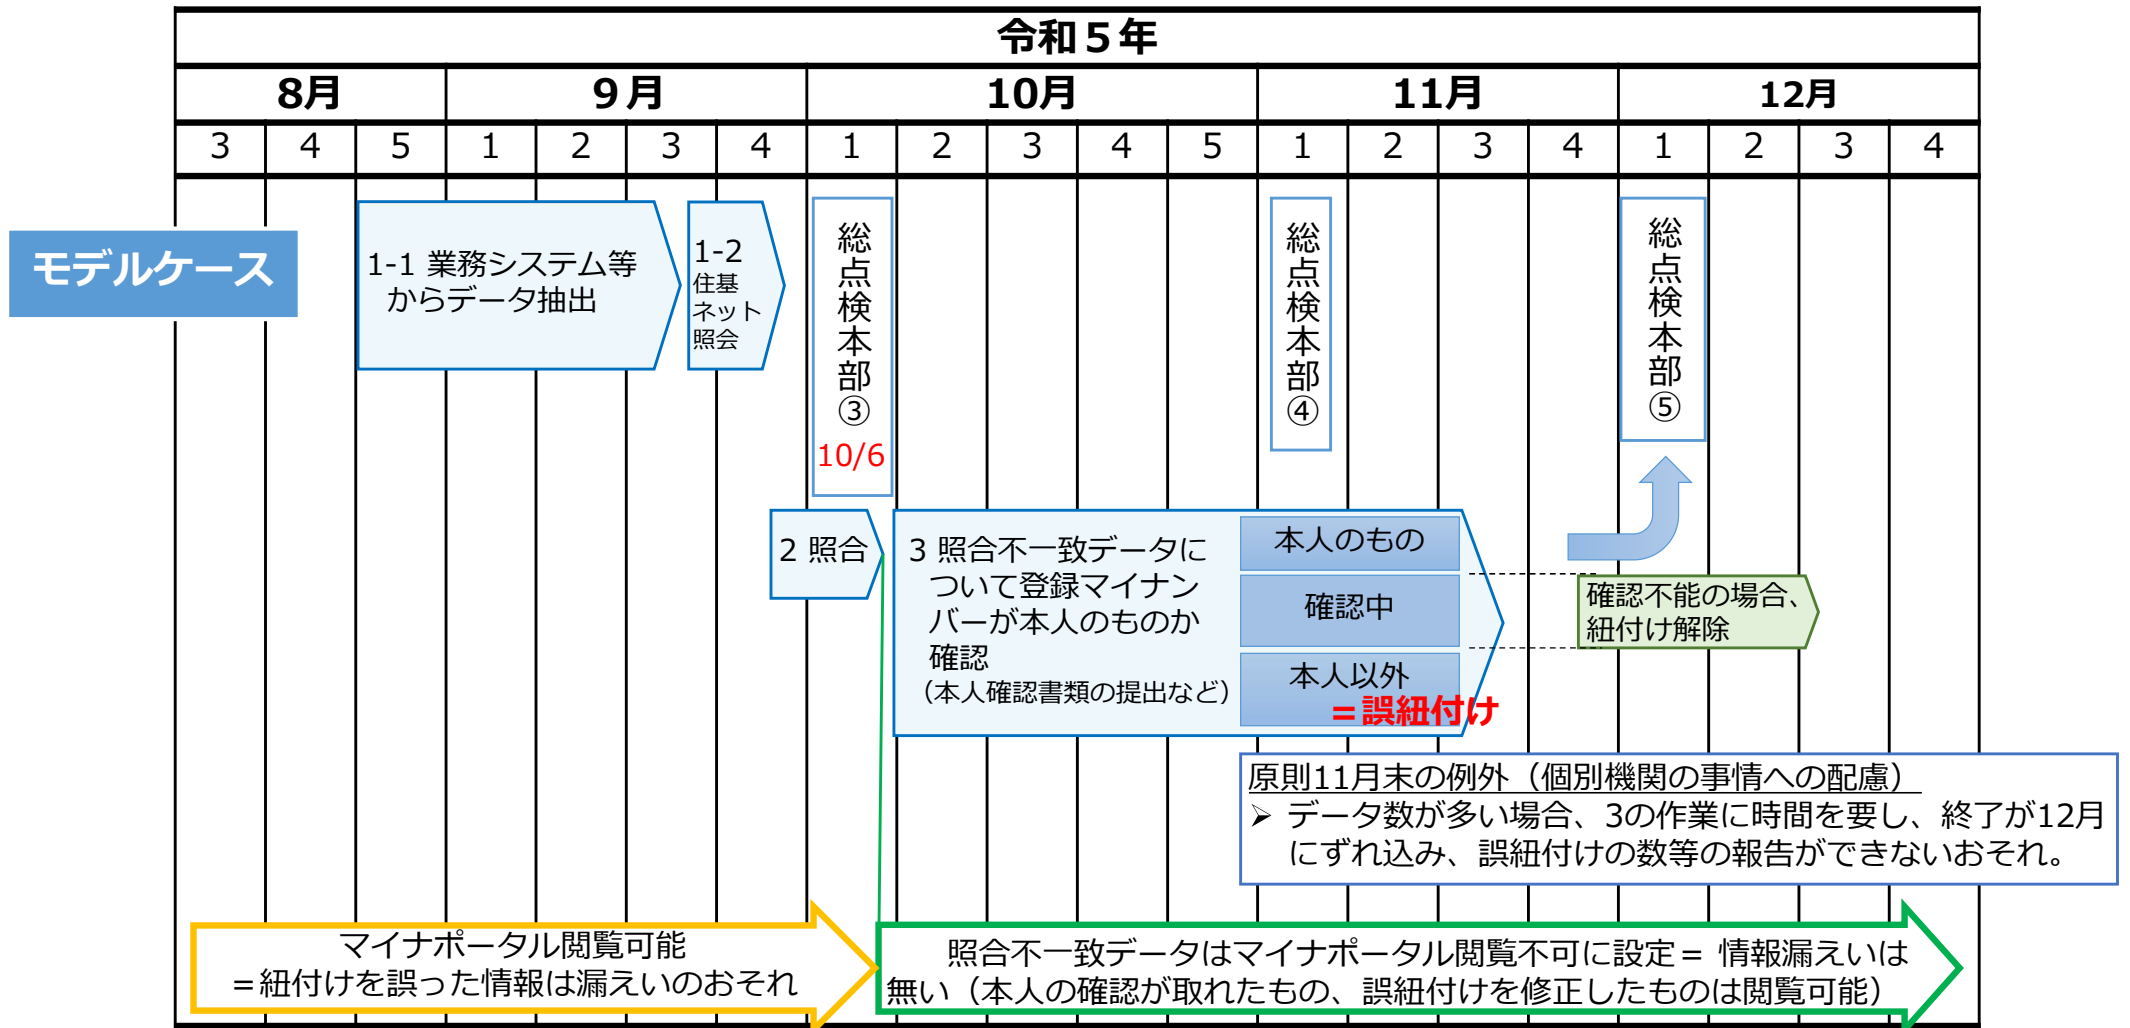 令和５年
8月 ９月 10月 11月 12月
3 4 5 1 2 3 4 1 2 3 4 5 1 2 3 4 1 2 3 4
モデルケース
1-1 業務システム等
からデータ抽出
1-2
住基
ネット
照会
総点検本部③
10/6
総点検本部④
総点検本部⑤
2 照合
3 照合不一致データに
ついて登録マイナン
バーが本人のものか
確認
（本人確認書類の提出など）
本人のもの
確認中
本人以外
＝誤紐付け
確認不能の場合、
紐付け解除
原則11月末の例外（個別機関の事情への配慮）
➢ データ数が多い場合、3の作業に時間を要し、終了が12月
にずれ込み、誤紐付けの数等の報告ができないおそれ。
マイナポータル閲覧可能
＝紐付けを誤った情報は漏えいのおそれ
照合不一致データはマイナポータル閲覧不可に設定＝ 情報漏えいは
無い（本人の確認が取れたもの、誤紐付けを修正したものは閲覧可能）